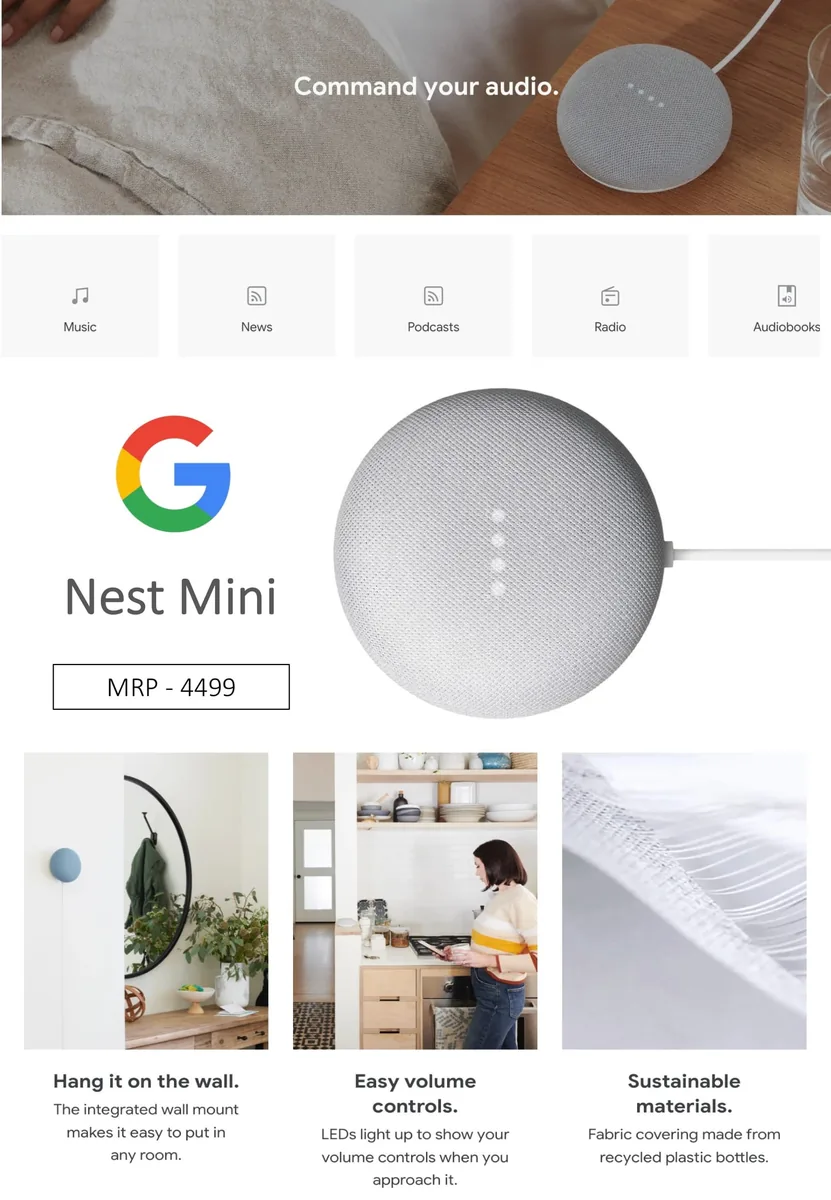 Command your audio.
Music
News
Podcasts
Radio
Audiobooks
Nest Mini
MRP - 4499
Hang it on the wall.
The integrated wall mount
makes it easy to put in
any room.
Easy volume
controls.
LEDs light up to show your
volume controls when you
approach it.
Sustainable
materials.
Fabric covering made from
recycled plastic bottles.